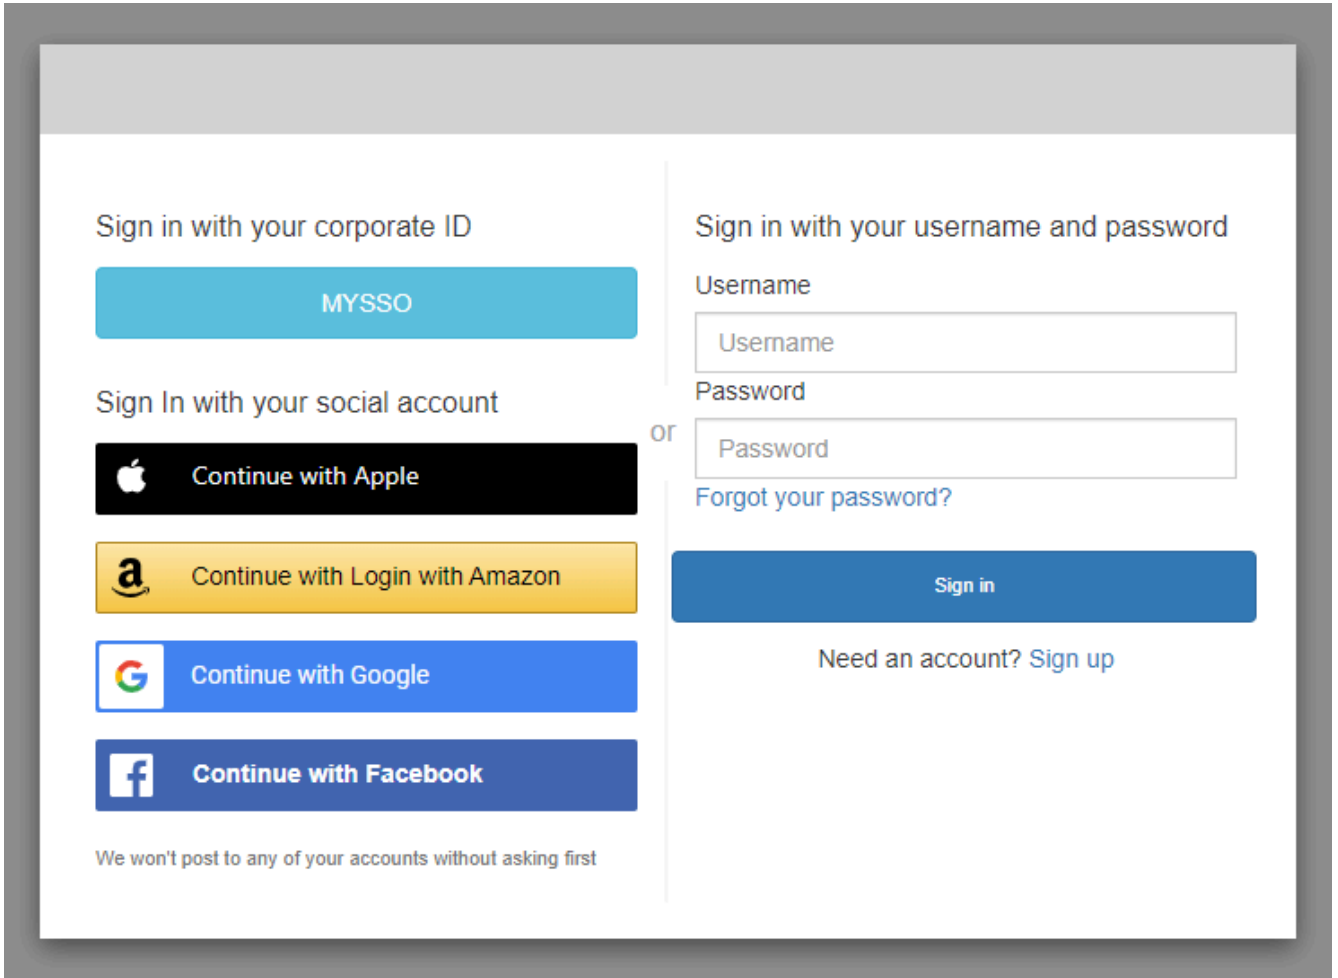 Sign in with your corporate ID
MYSSO
Sign In with your social account
Continue with Apple
Continue with Login with Amazon
Continue with Google
Continue with Facebook
We won't post to any of your accounts without asking first
or
Sign in with your username and password
Username
Username
Password
Password
Forgot your password?
Sign in
Need an account? Sign up